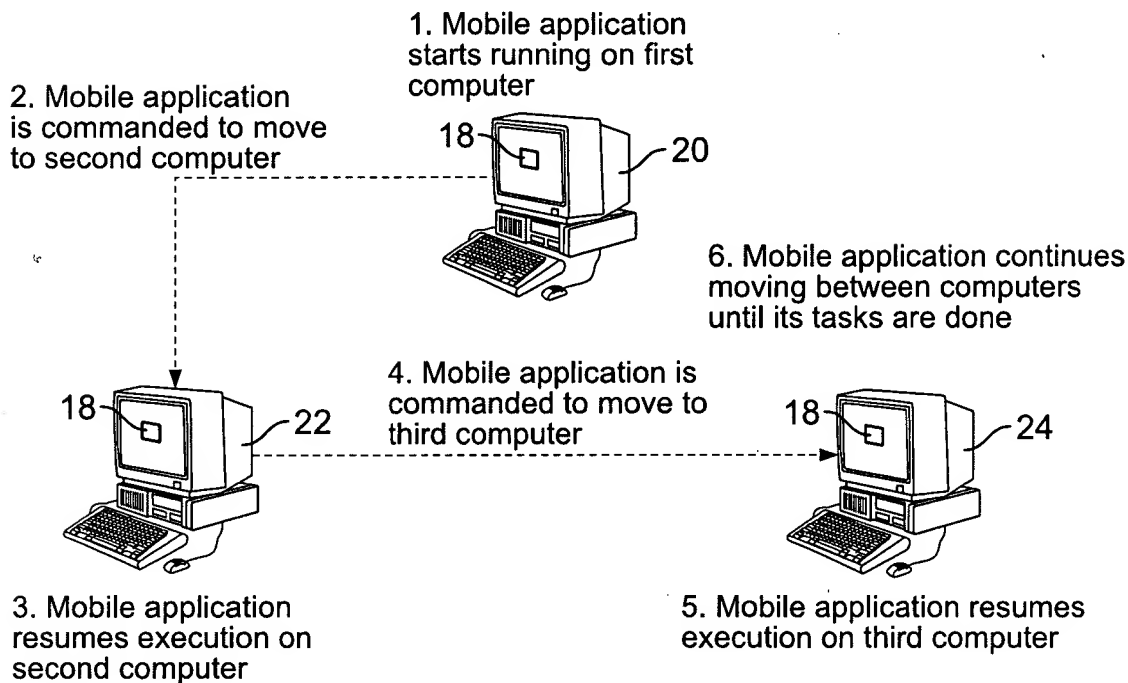 1. Mobile application
starts running on first
computer
18
20
2. Mobile application
is commanded to move
to second computer
18
22
3. Mobile application
resumes execution on
second computer
4. Mobile application is
commanded to move to
third computer
18
24
5. Mobile application resumes
execution on third computer
6. Mobile application continues
moving between computers
until its tasks are done